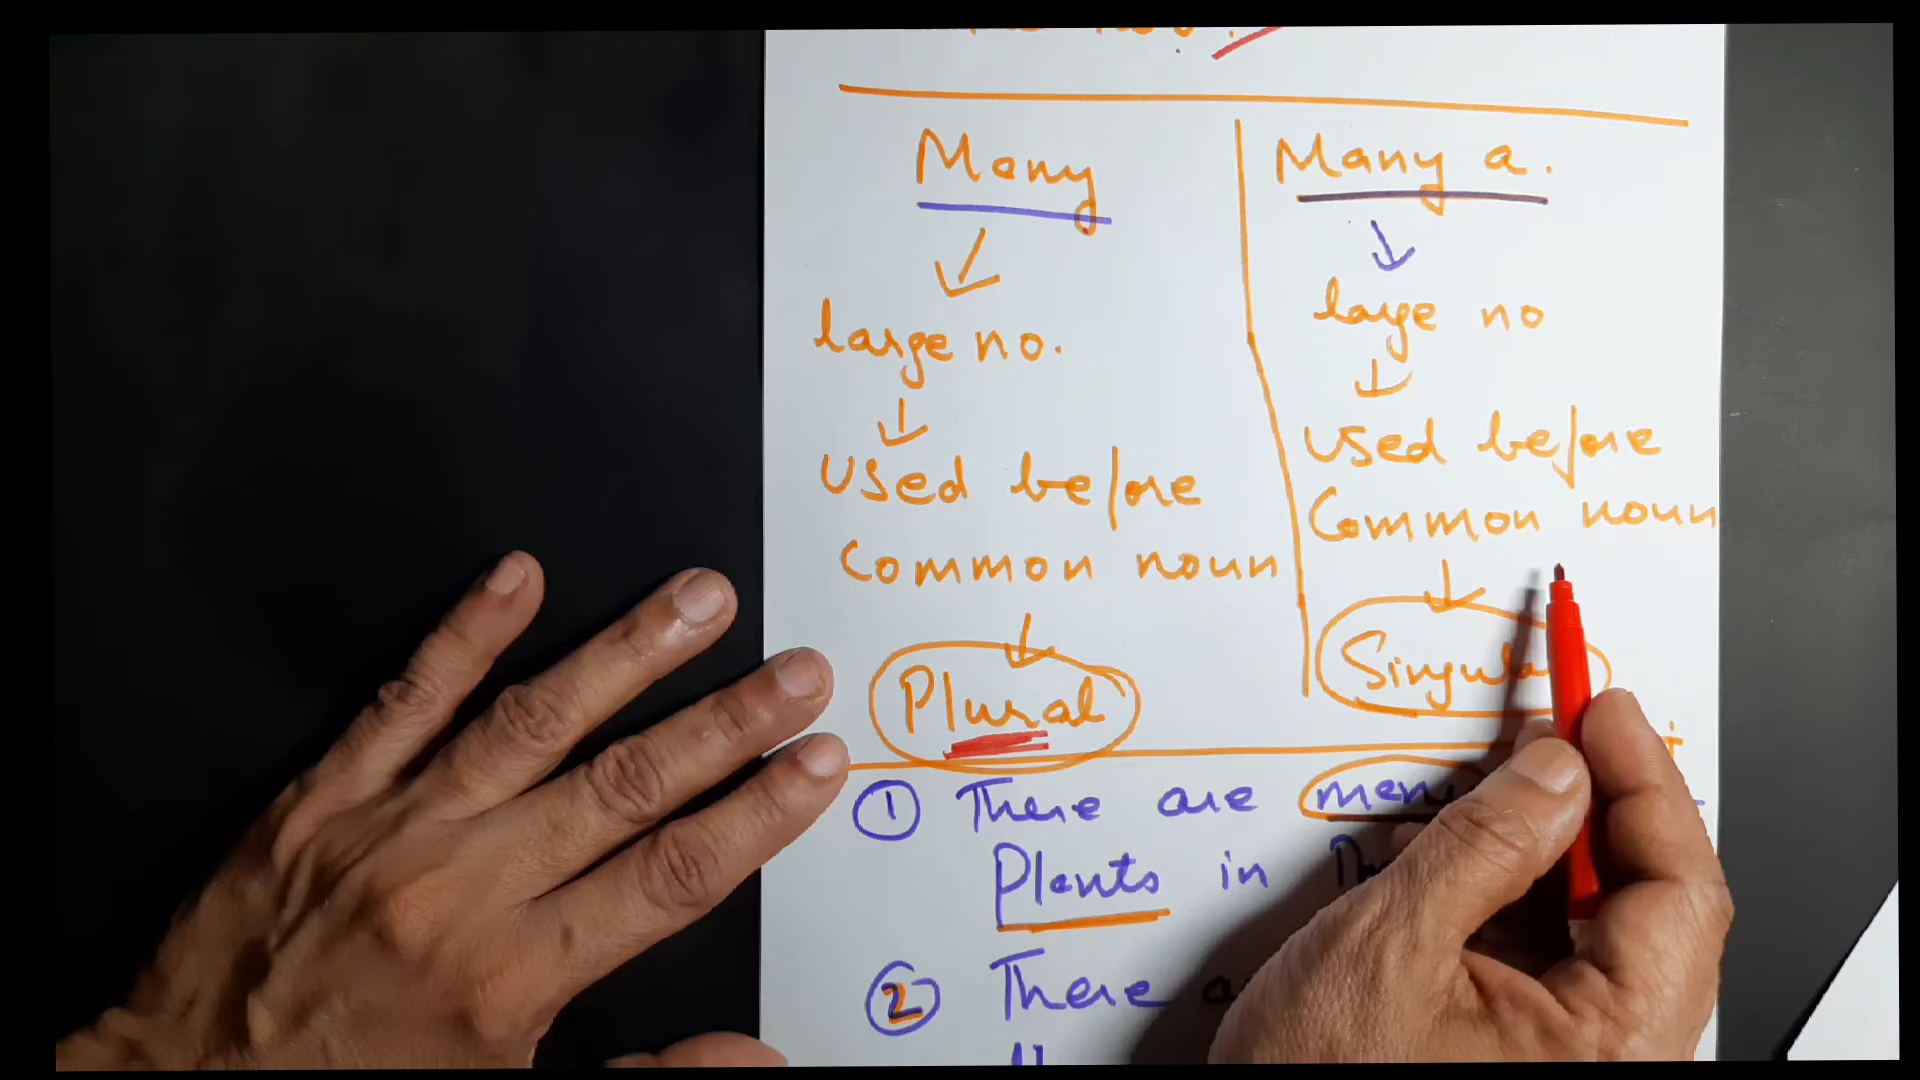 Many
large no.
Used before
Common noun
Plural
Many a.
large no
used before
Common noun
Singular
① There are
Plants in
② There